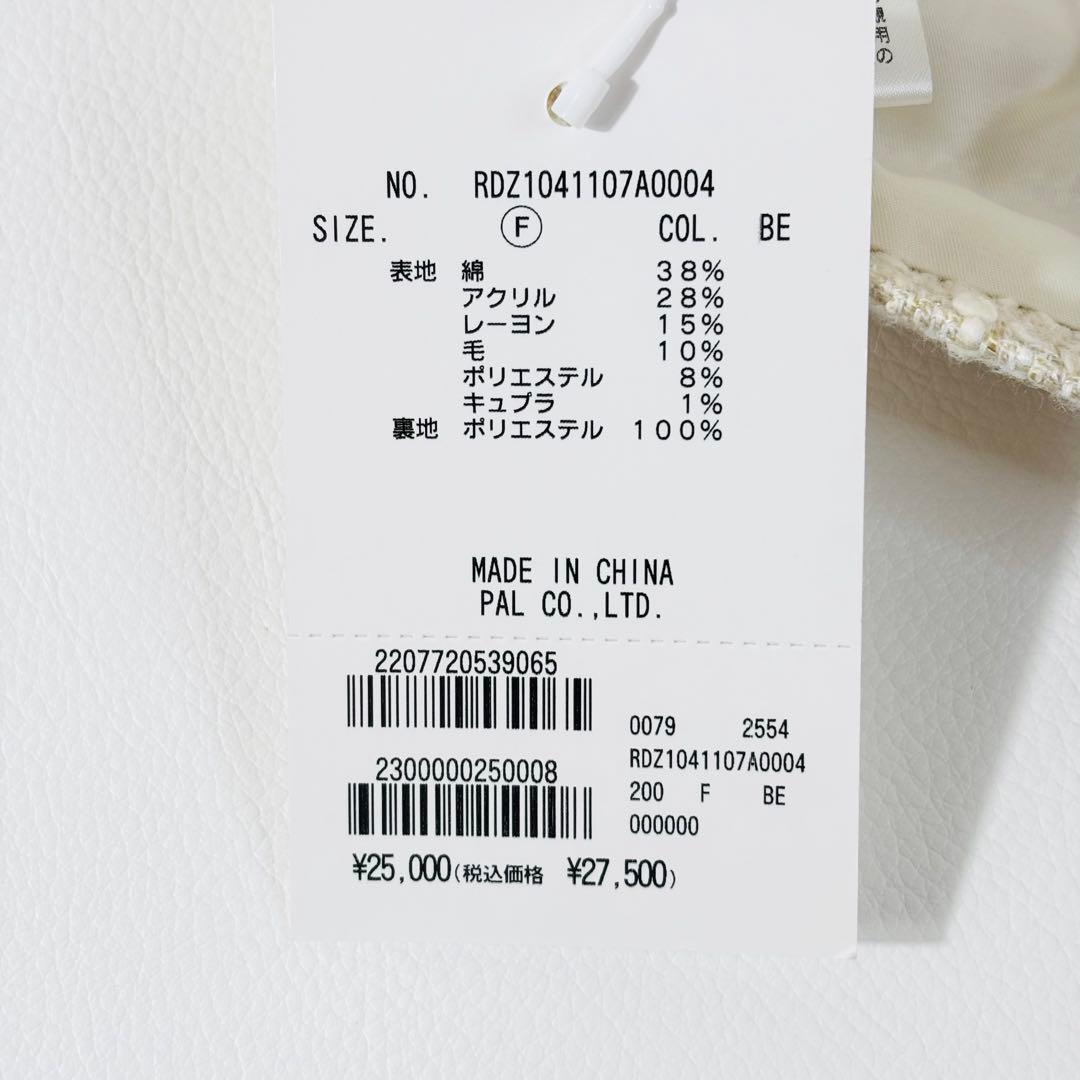 NO. RDZ1041107A0004
SIZE. F COL. BE
表地 綿 38%
アクリル 28%
レーヨン 15%
毛 10%
ポリエステル 8%
キュプラ 1%
裏地 ポリエステル 100%
MADE IN CHINA
PAL CO.,LTD.
2207720539065
2300000250008
¥25,000(税込価格 ¥27,500)
0079 2554
RDZ1041107A0004
200 F BE
000000
用の